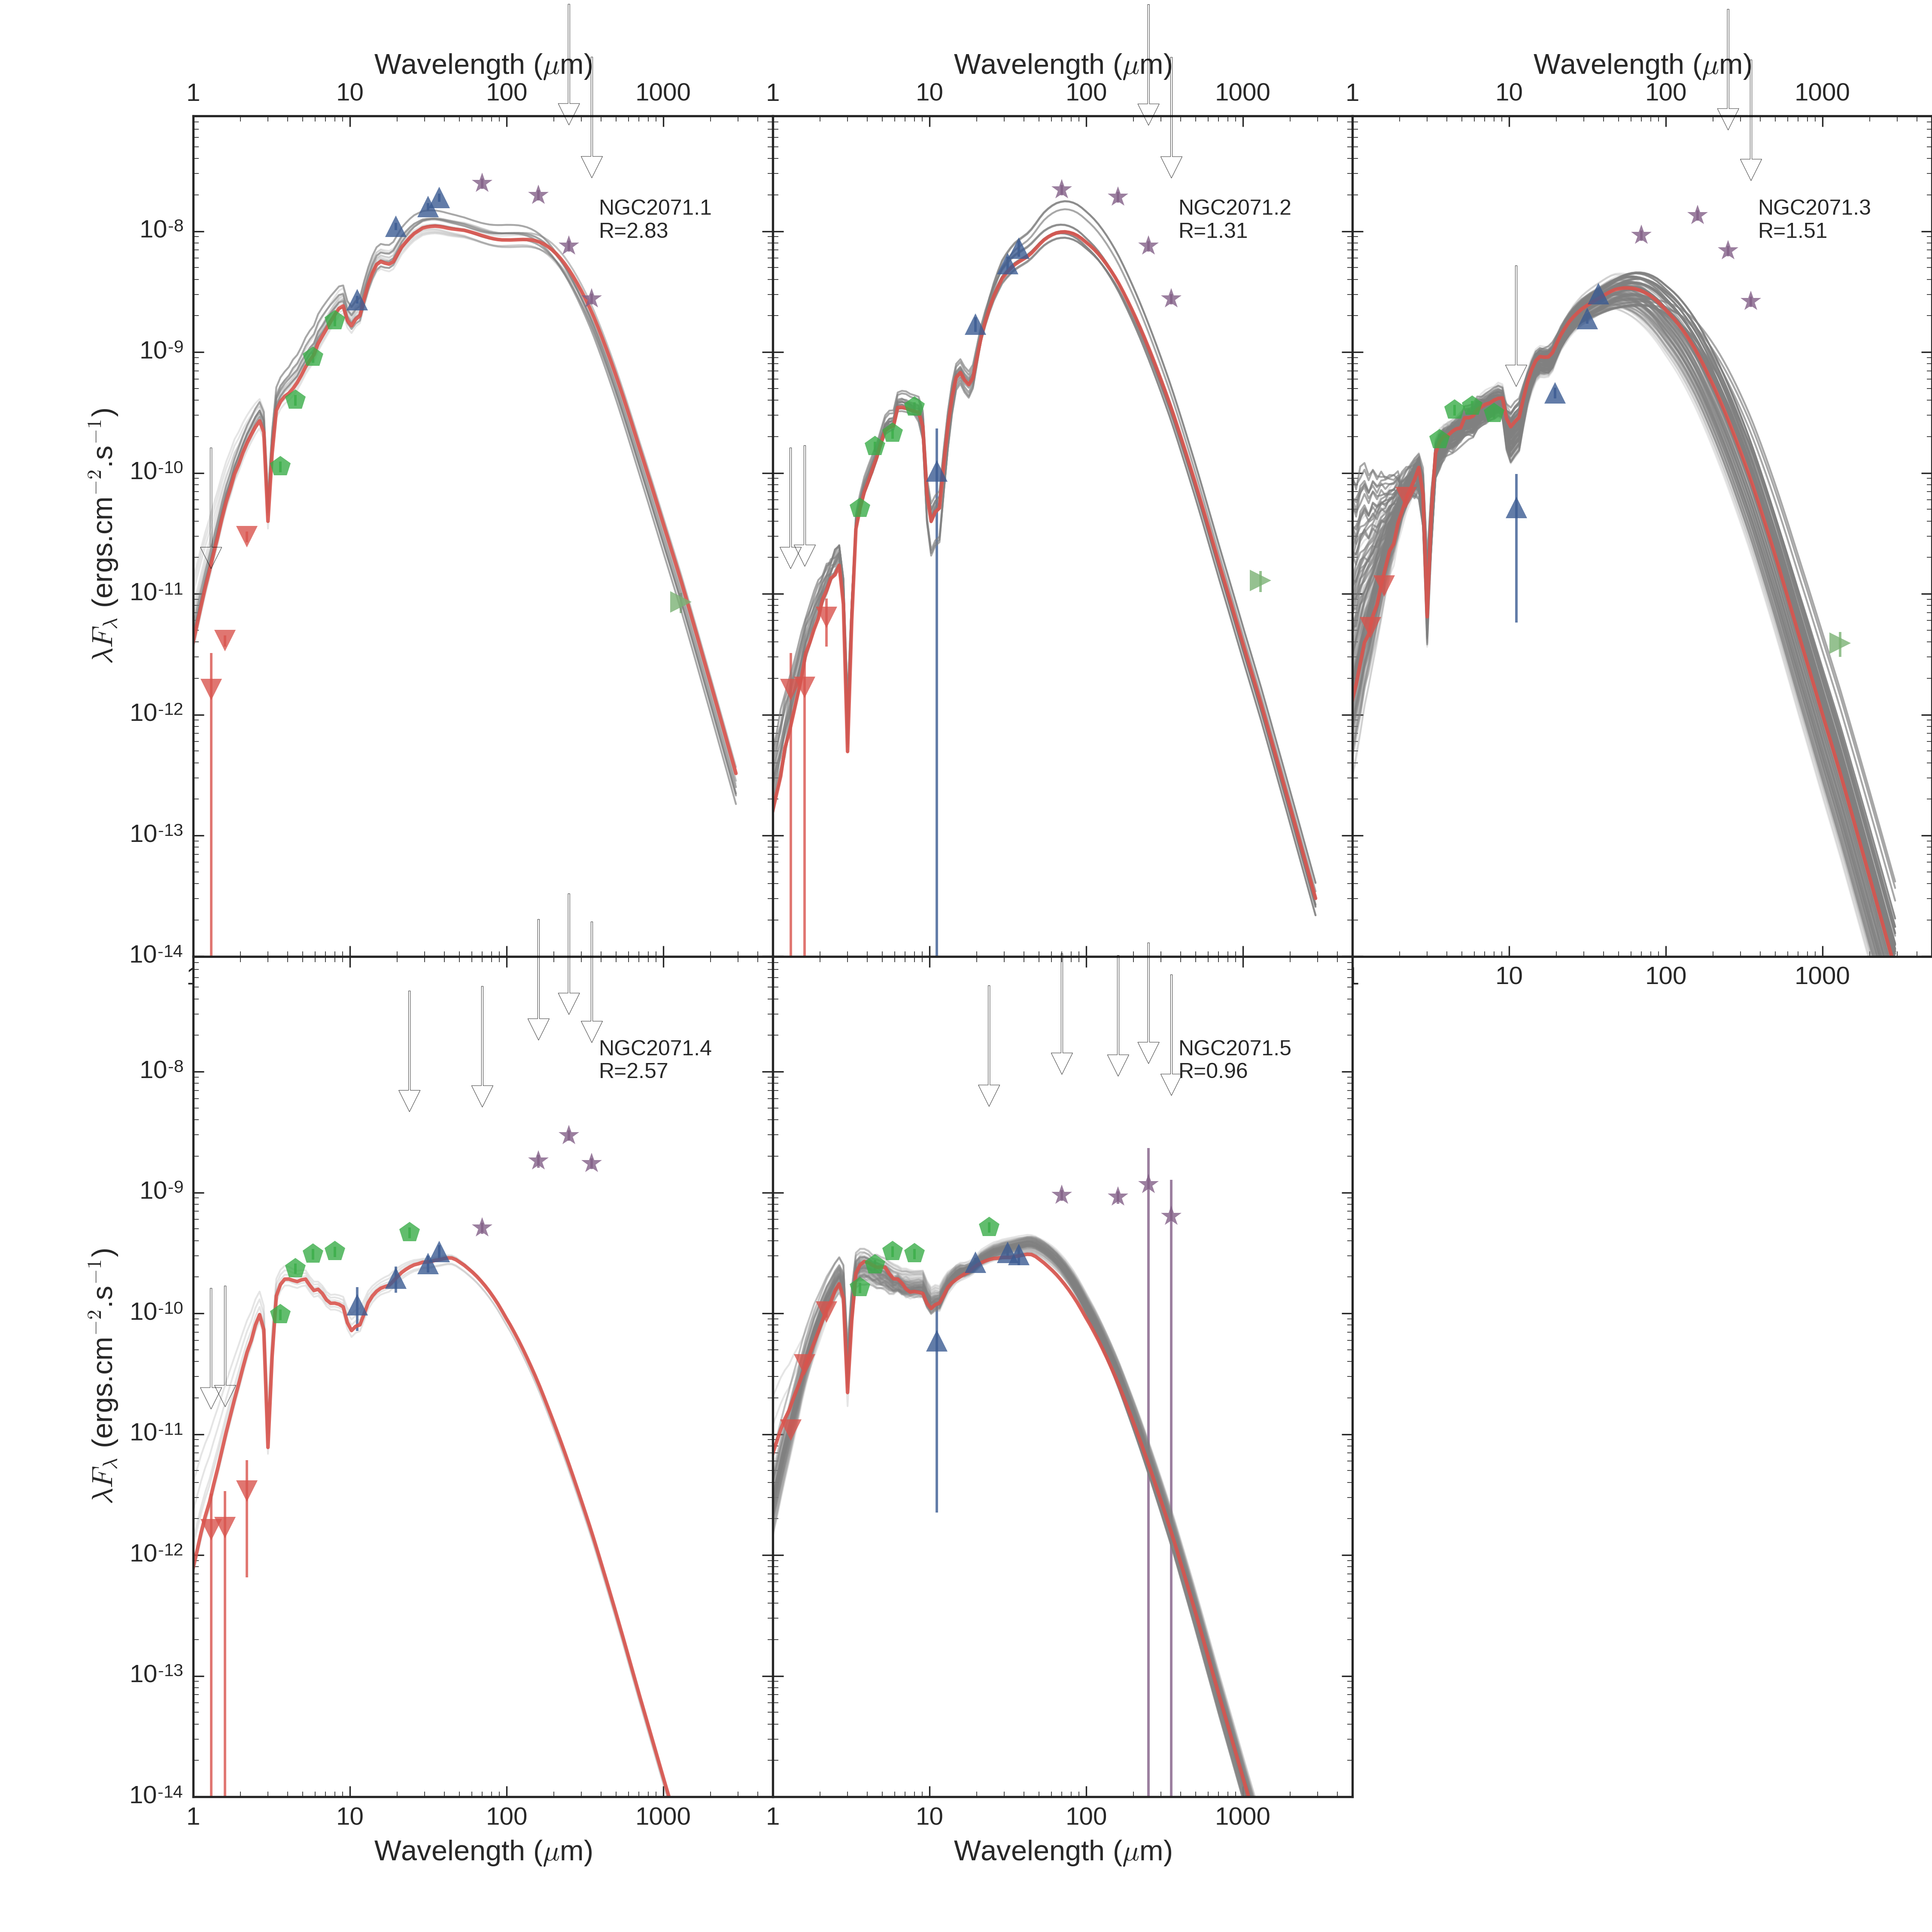 Wavelength (μm) Wavelength (μm) Wavelength (μm)
1 10 100 1000 1 10 100 1000 1 10 100 1000
NGC2071.1 NGC2071.2 NGC2071.3
R=2.83 R=1.31 R=1.51
10^-8
10^-9
10^-10
10^-11
10^-12
10^-13
10^-14
λF_λ (ergs.cm^−2.s^−1)
10 100 1000
NGC2071.4 NGC2071.5
R=2.57 R=0.96
10^-8
10^-9
10^-10
10^-11
10^-12
10^-13
10^-14
λF_λ (ergs.cm^−2.s^−1)
1 10 100 1000 1 10 100 1000
Wavelength (μm) Wavelength (μm)